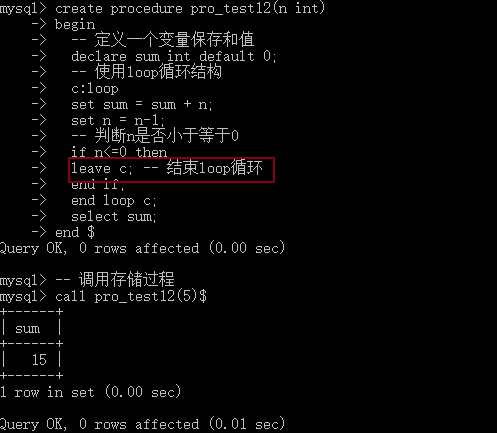 mysql> create procedure pro_test12(n int)
-> begin
-> -- 定义一个变量保存和值
-> declare sum int default 0;
-> -- 使用loop循环结构
-> c:loop
-> set sum = sum + n;
-> set n = n-1;
-> -- 判断n是否小于等于0
-> if n<=0 then
-> leave c; -- 结束loop循环
-> end if;
-> end loop c;
-> select sum;
-> end $
Query OK, 0 rows affected (0.00 sec)
mysql> -- 调用存储过程
mysql> call pro_test12(5)$
+------+
| sum |
+------+
| 15 |
+------+
1 row in set (0.00 sec)
Query OK, 0 rows affected (0.01 sec)